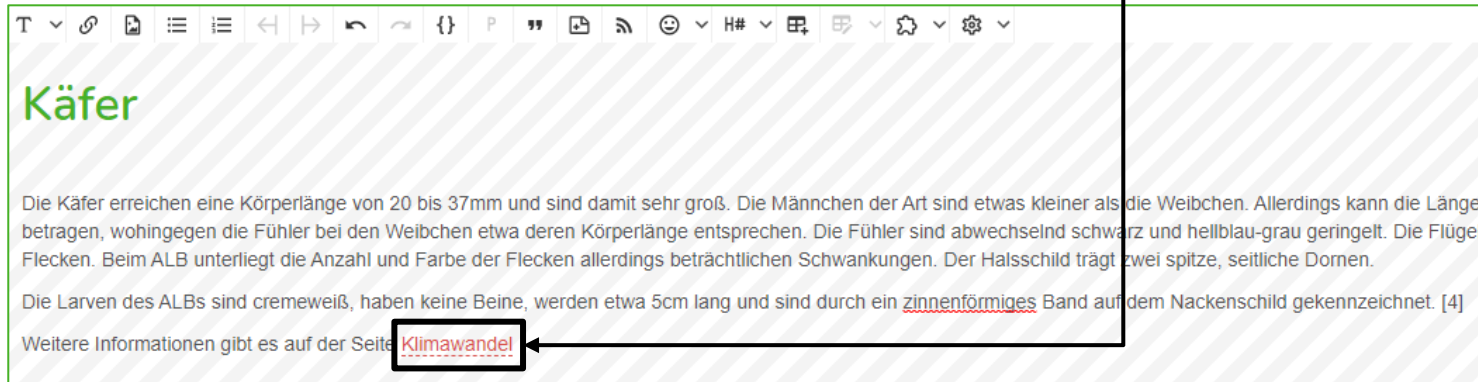 T {} P H#
Käfer
Die Käfer erreichen eine Körperlänge von 20 bis 37mm und sind damit sehr groß. Die Männchen der Art sind etwas kleiner als die Weibchen. Allerdings kann die Länge
betragen, wohingegen die Fühler bei den Weibchen etwa deren Körperlänge entsprechen. Die Fühler sind abwechselnd schwarz und hellblau-grau geringelt. Die Flüge
Flecken. Beim ALB unterliegt die Anzahl und Farbe der Flecken allerdings beträchtlichen Schwankungen. Der Halsschild trägt zwei spitze, seitliche Dornen.
Die Larven des ALBs sind cremeweiß, haben keine Beine, werden etwa 5cm lang und sind durch ein zinnenförmiges Band auf dem Nackenschild gekennzeichnet. [4]
Weitere Informationen gibt es auf der Seite Klimawandel